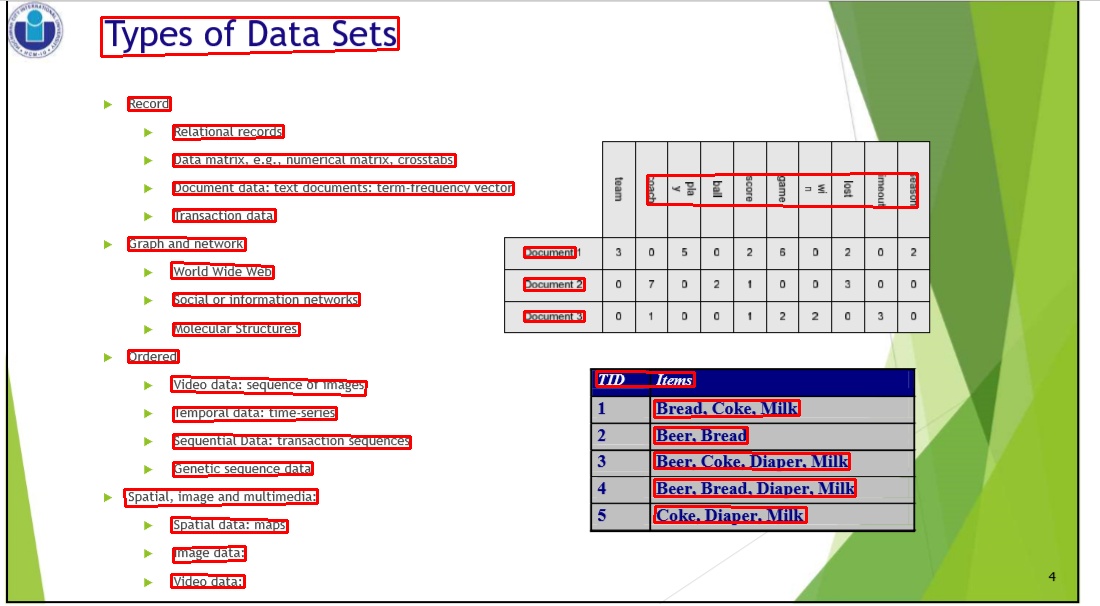 Types of Data Sets
Record
Relational records
Data matrix, e.g., numerical matrix, crosstabs
Document data: text documents: term-frequency vector
Transaction data
Graph and network
World Wide Web
Social or information networks
Molecular Structures
Ordered
Video data: sequence of images
Temporal data: time-series
Sequential Data: transaction sequences
Genetic sequence data
Spatial, image and multimedia:
Spatial data: maps
Image data:
Video data:
team coach play ball score game win lost timeout season
Document 1 3 0 5 0 2 6 0 2 0 2
Document 2 0 7 0 2 1 0 0 3 0 0
Document 3 0 1 0 0 1 2 2 0 3 0
TID Items
1 Bread, Coke, Milk
2 Beer, Bread
3 Beer, Coke, Diaper, Milk
4 Beer, Bread, Diaper, Milk
5 Coke, Diaper, Milk
4